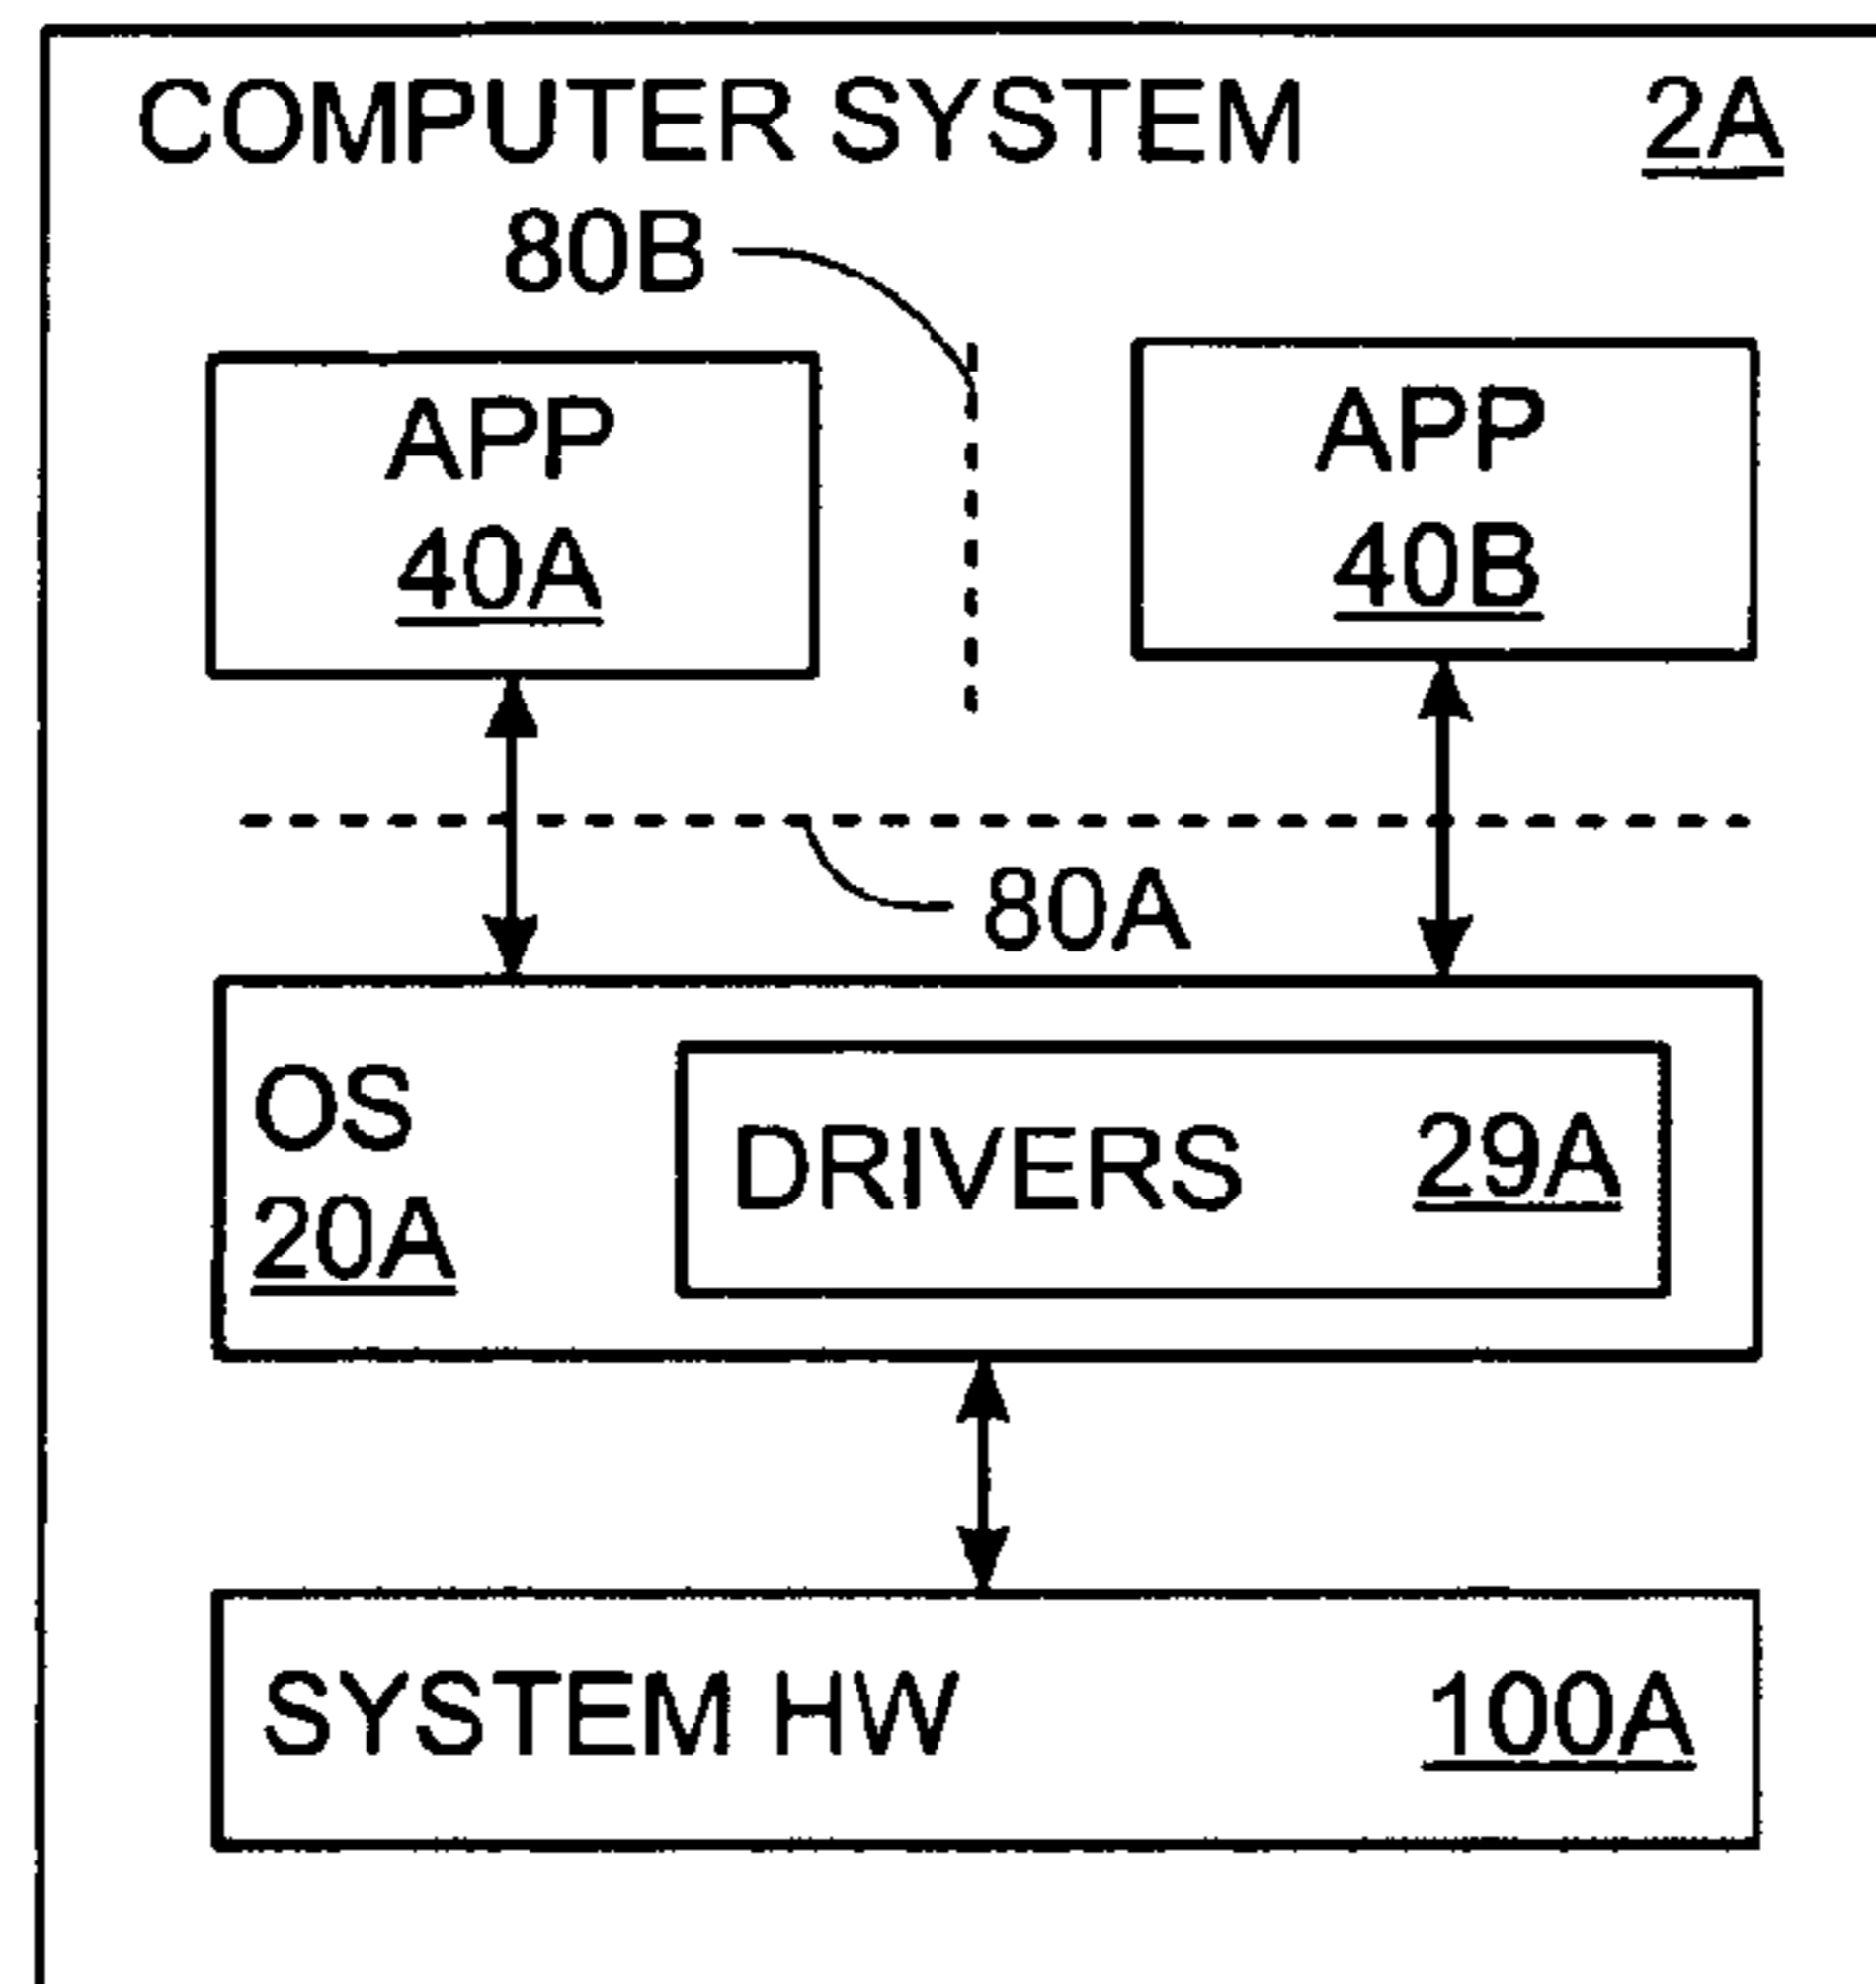 COMPUTER SYSTEM 2A
80B
APP APP
40A 40B
80A
OS
DRIVERS 29A
20A
SYSTEM HW 100A